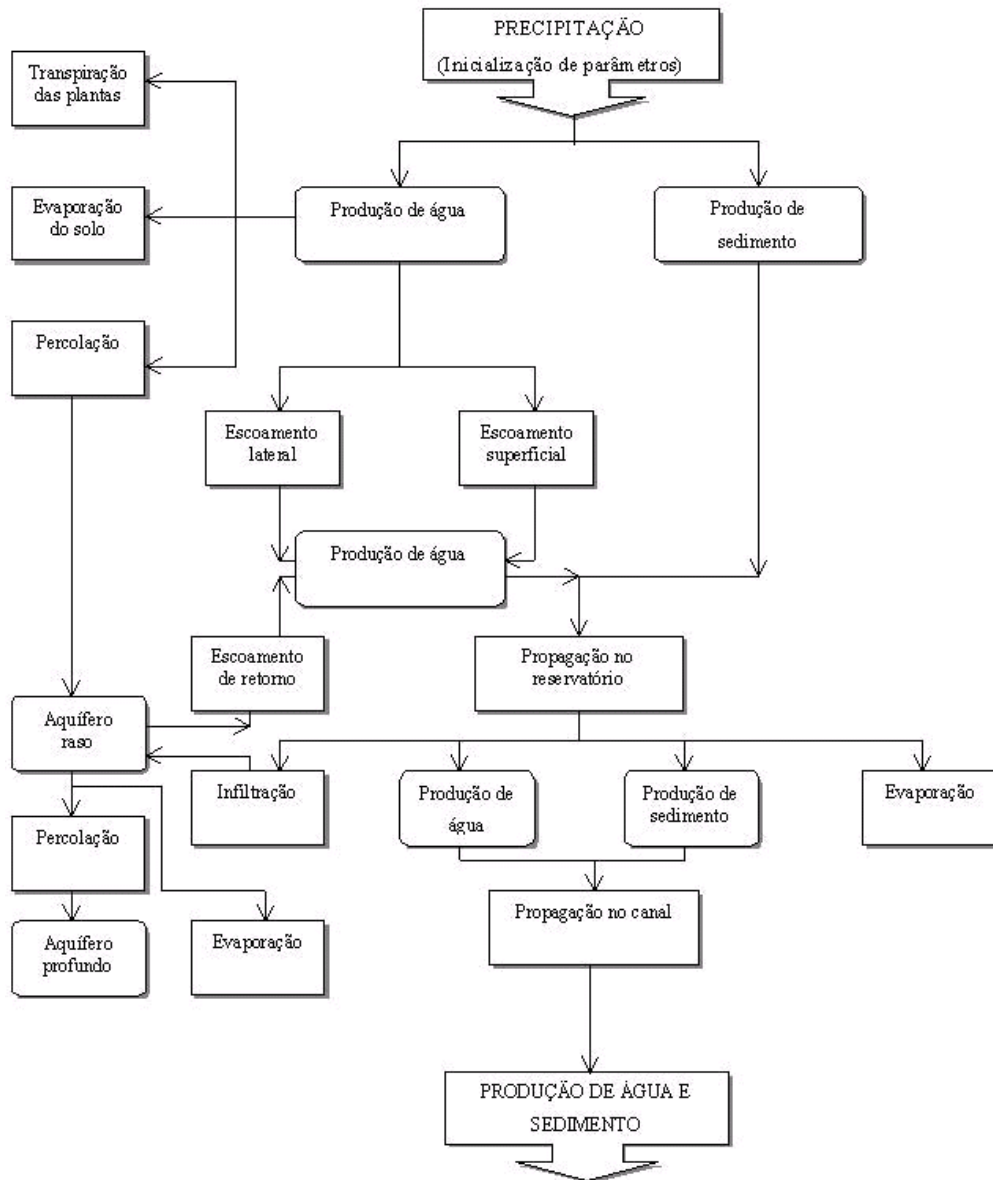 PRECIPITAÇÃO
(Inicialização de parâmetros)
Transpiração
das plantas
Produção de água
Produção de
sedimento
Evaporação
do solo
Percolação
Escoamento
lateral
Escoamento
superficial
Produção de água
Escoamento
de retorno
Propagação no
reservatório
Aquífero
raso
Infiltração
Produção de
água
Produção de
sedimento
Evaporação
Percolação
Propagação no canal
Aquífero
profundo
Evaporação
PRODUÇÃO DE ÁGUA E
SEDIMENTO